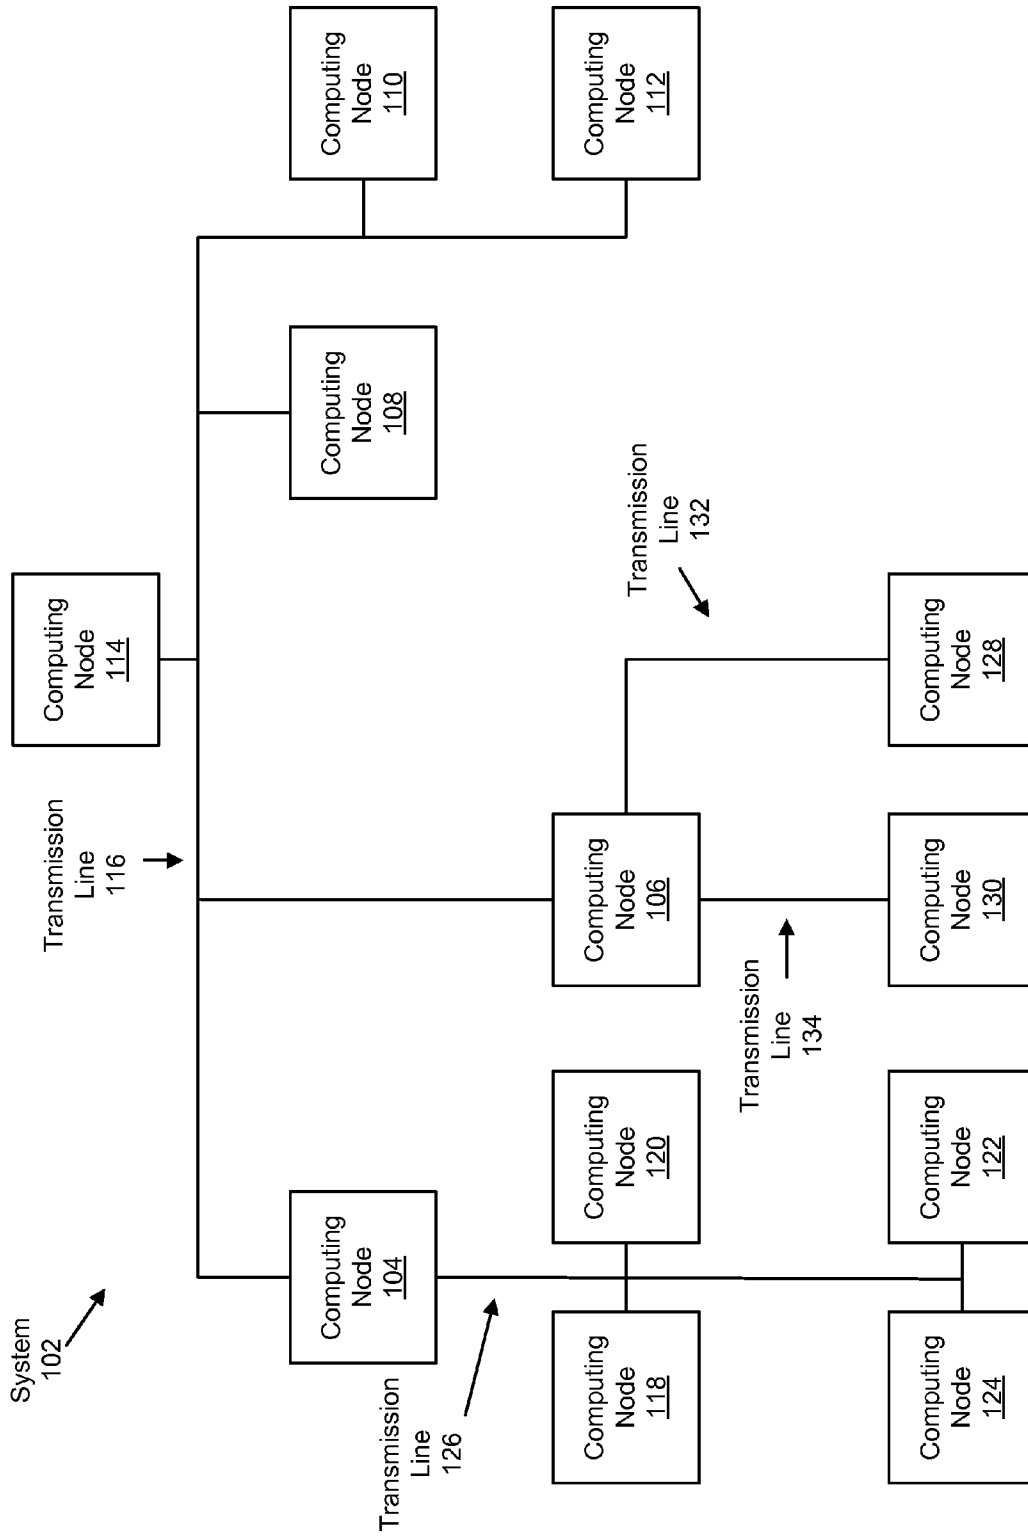 System
102
Computing
Node
114
Transmission
Line
116
Computing
Node
104
Computing
Node
108
Computing
Node
110
Transmission
Line
126
Computing
Node
118
Computing
Node
120
Computing
Node
106
Transmission
Line
132
Computing
Node
112
Transmission
Line
134
Computing
Node
124
Computing
Node
122
Computing
Node
130
Computing
Node
128